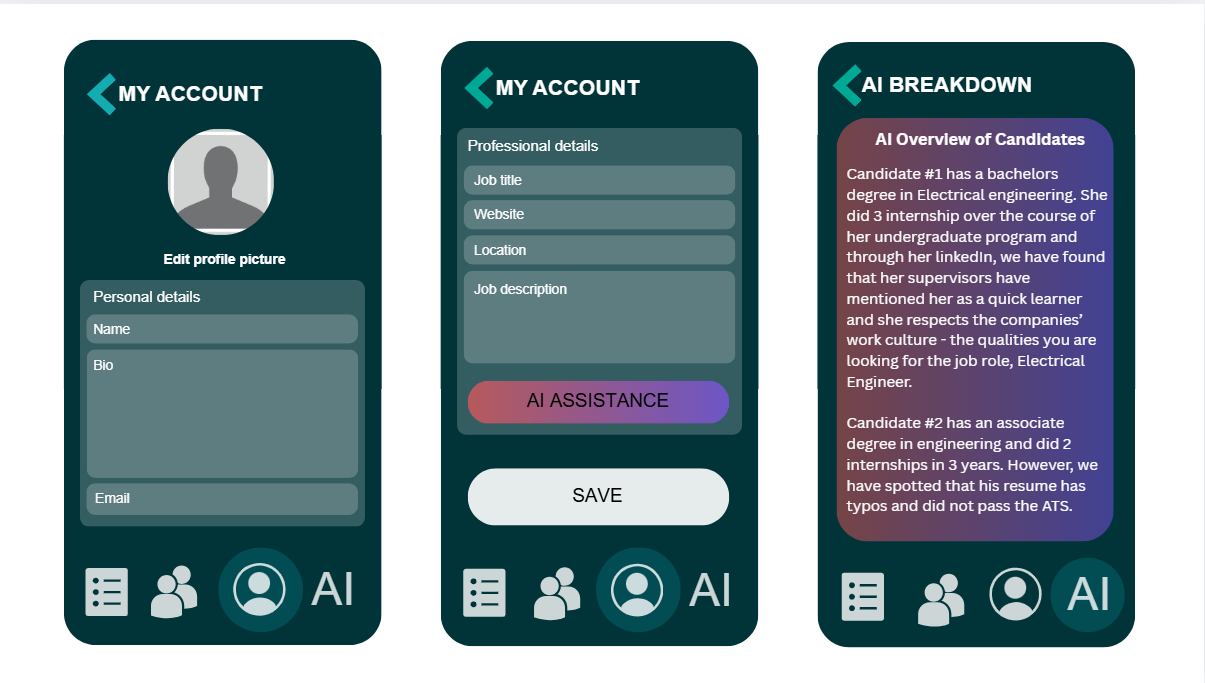 MY ACCOUNT
Edit profile picture
Personal details
Name
Bio
Email
AI
MY ACCOUNT
Professional details
Job title
Website
Location
Job description
AI ASSISTANCE
SAVE
AI
AI BREAKDOWN
AI Overview of Candidates
Candidate #1 has a bachelors
degree in Electrical engineering. She
did 3 internship over the course of
her undergraduate program and
through her linkedIn, we have found
that her supervisors have
mentioned her as a quick learner
and she respects the companies’
work culture - the qualities you are
looking for the job role, Electrical
Engineer.
Candidate #2 has an associate
degree in engineering and did 2
internships in 3 years. However, we
have spotted that his resume has
typos and did not pass the ATS.
AI